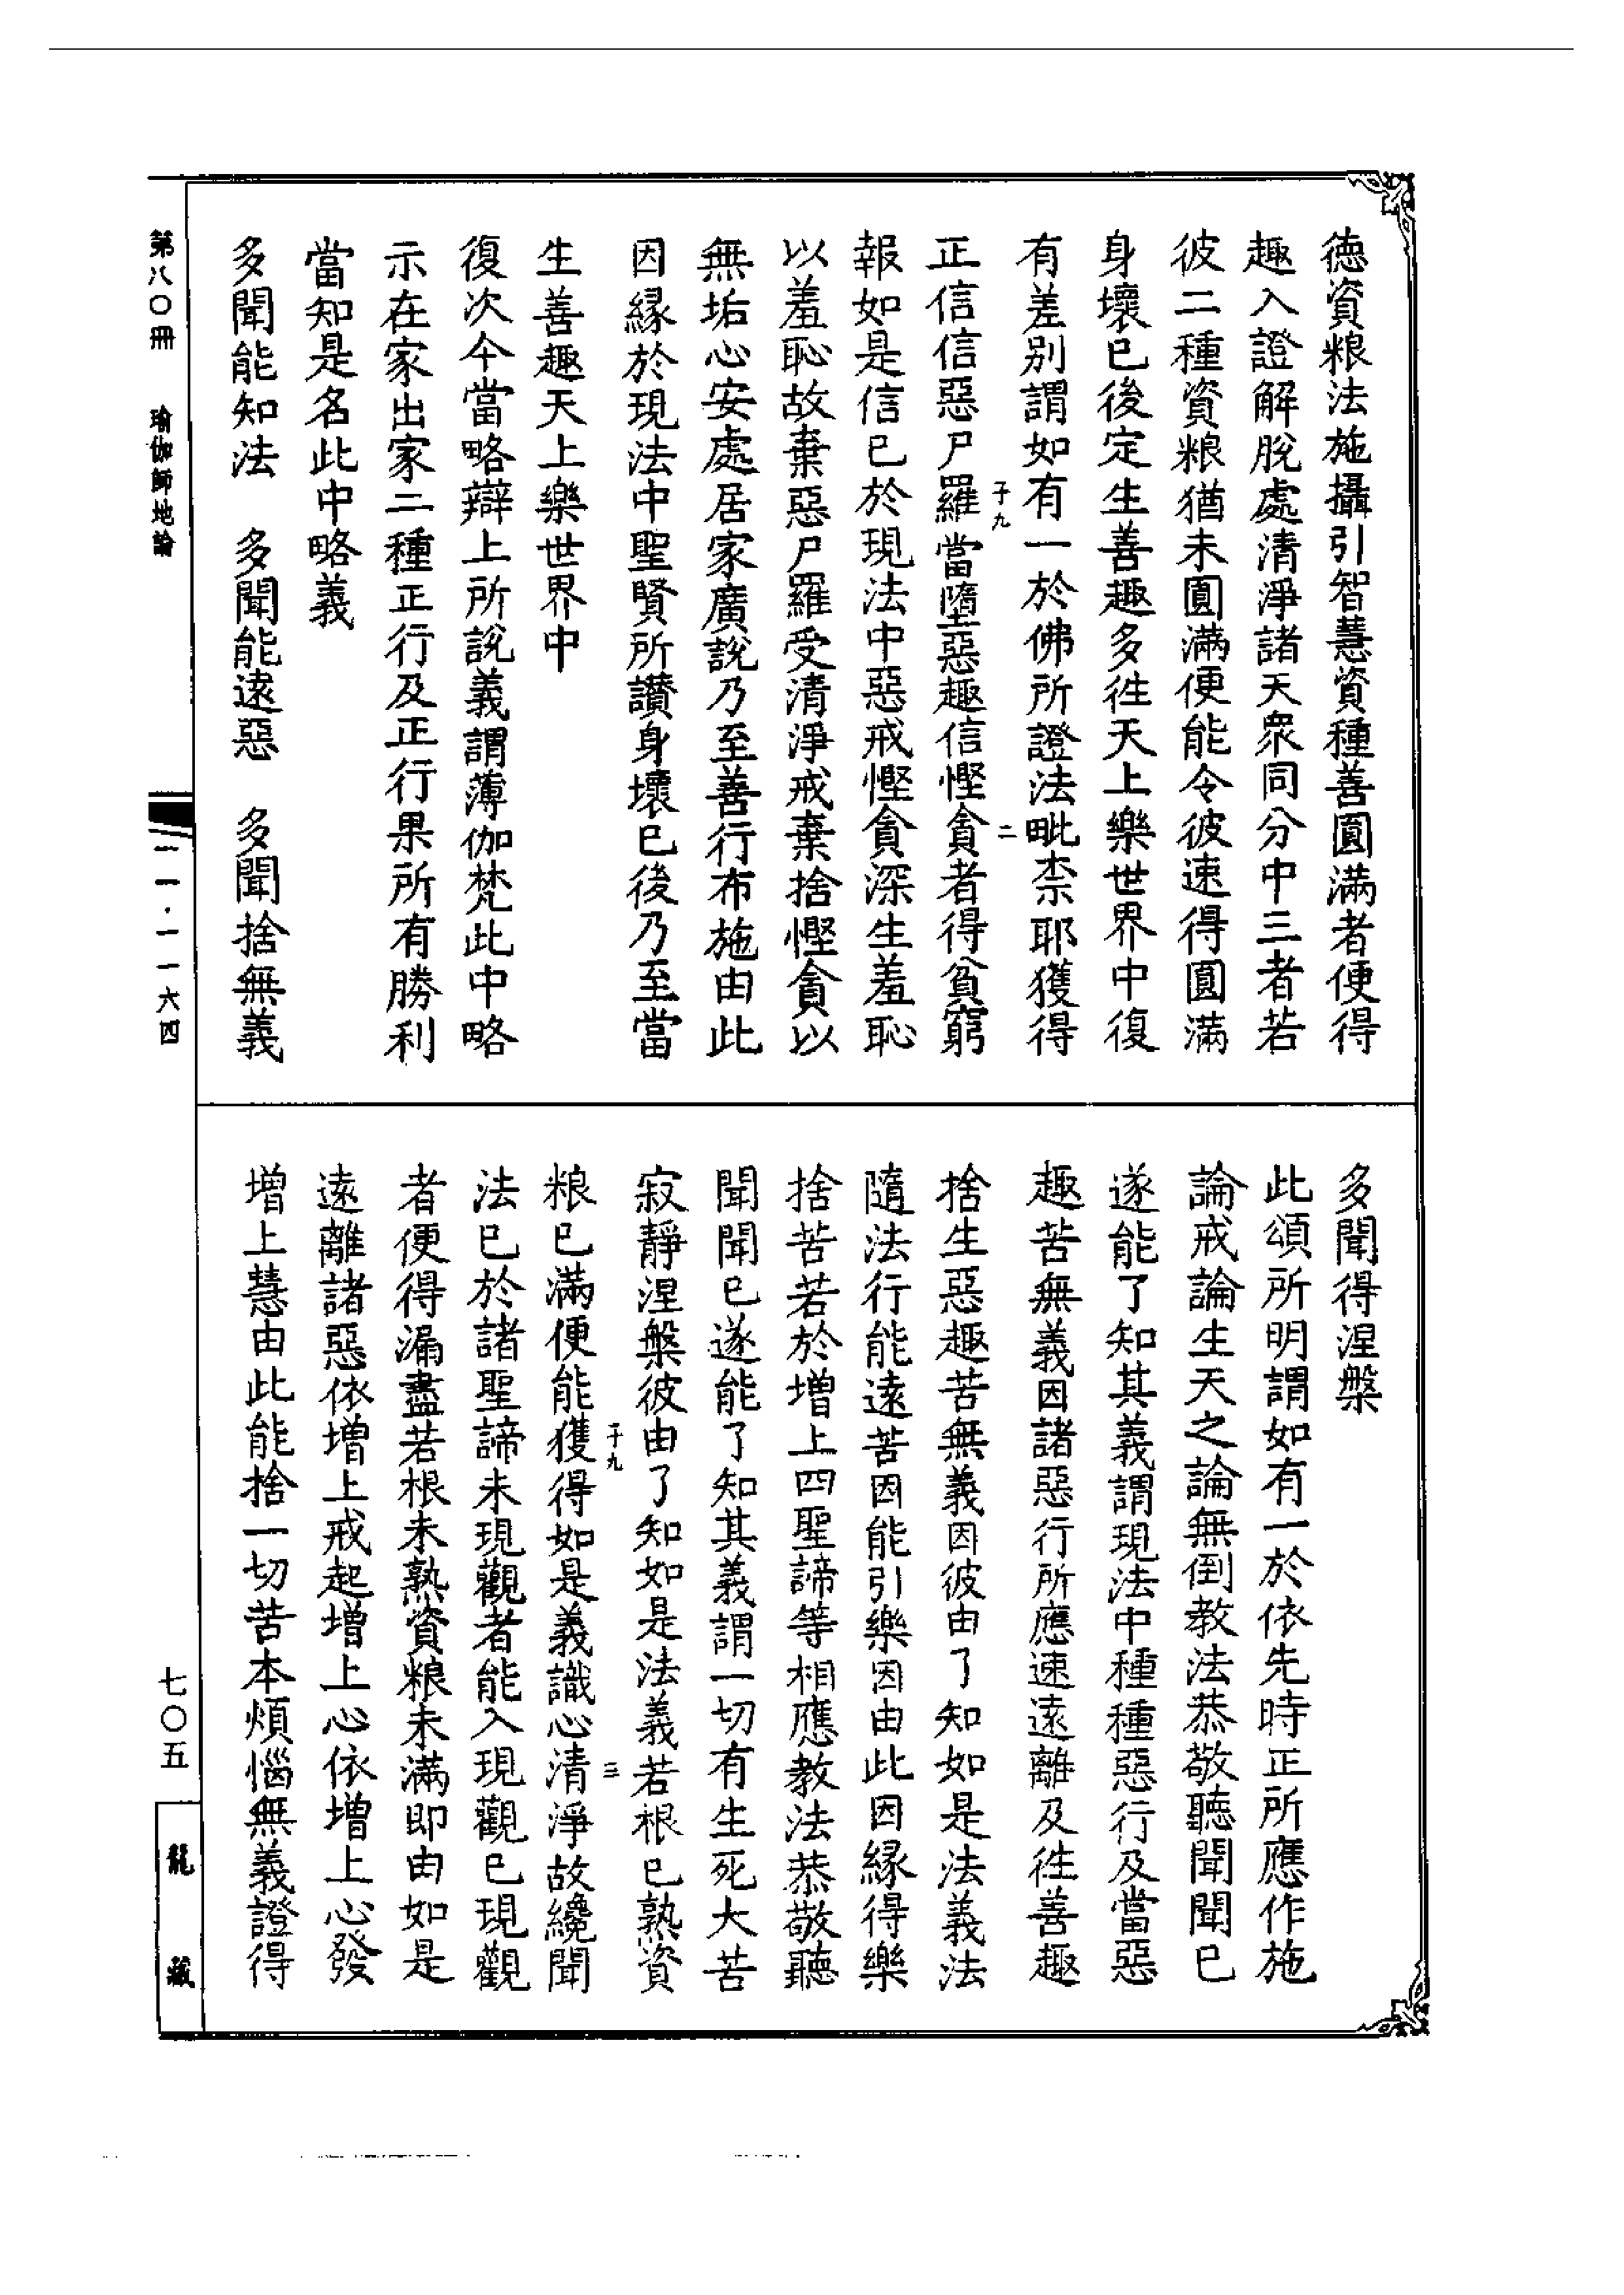 德資粮法施攝引智慧資種善圓滿者便得
趣入證解脫處清淨諸天眾同分中三者若
彼二種資粮猶未圓滿便能令彼速得圓滿
身壞已後定生善趣多往天上樂世界中復
有差別謂如有一於佛所證法毗柰耶獲得
子九 二
正信信惡尸羅當墮惡趣信慳貪者得貧窮
報如是信已於現法中惡戒慳貪深生羞恥
以羞恥故棄惡尸羅受清淨戒棄捨慳貪以
無垢心安處居家廣說乃至善行布施由此
因緣於現法中聖賢所讚身壞已後乃至當
生善趣天上樂世界中
復次今當略辯上所說義謂薄伽梵此中略
示在家出家二種正行及正行果所有勝利
當知是名此中略義
多聞能知法 多聞能遠惡 多聞捨無義
多聞得涅槃
此頌所明謂如有一於依先時正所應作施
論戒論生天之論無倒教法恭敬聽聞聞已
遂能了知其義謂現法中種種惡行及當惡
趣苦無義因諸惡行所應速遠離及往善趣
捨生惡趣苦無義因彼由了知如是法義法
隨法行能遠苦因能引樂因由此因緣得樂
捨苦若於增上四聖諦等相應教法恭敬聽
聞聞已遂能了知其義謂一切有生死大苦
寂靜涅槃彼由了知如是法義若根已熟資
子九 三
粮已滿便能獲得如是義識心清淨故纔聞
法已於諸聖諦未現觀者能入現觀已現觀
者便得漏盡若根未熟資粮未滿即由如是
遠離諸惡依增上戒起增上心依增上心發
增上慧由此能捨一切苦本煩惱無義證得
第八〇冊 瑜伽師地論
一一·一一六四
七〇五
龍藏